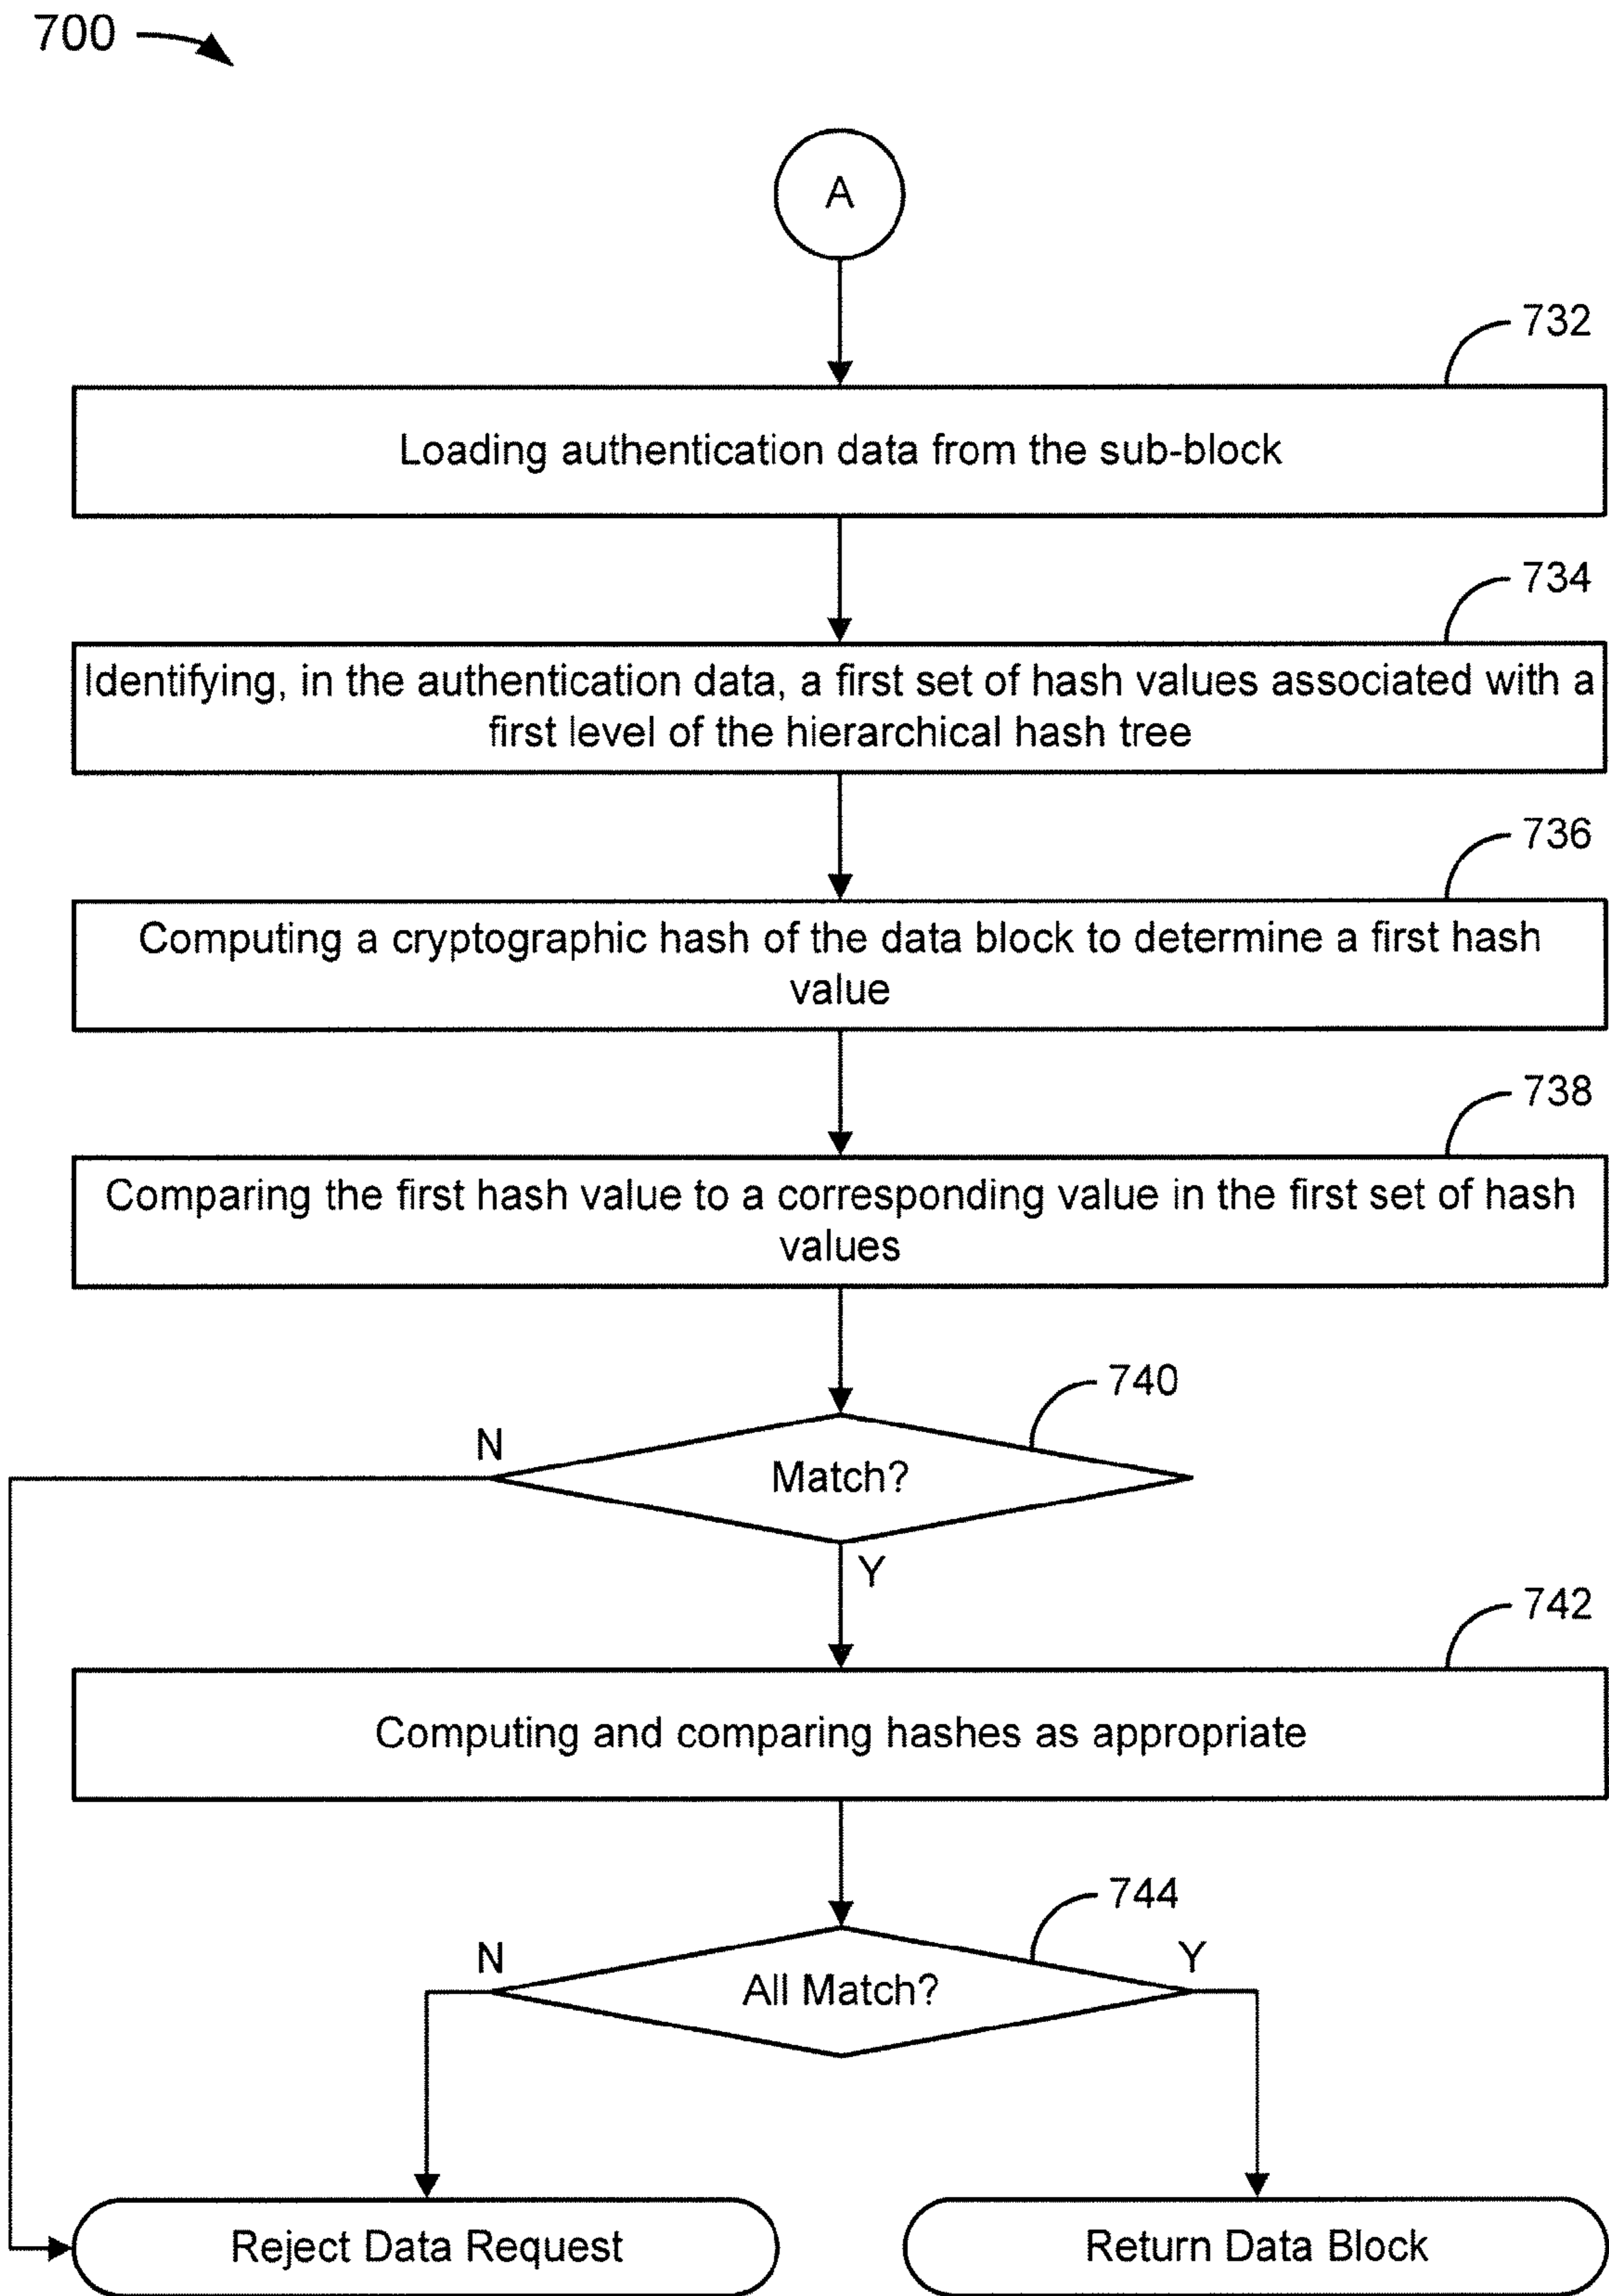 700
A
732
Loading authentication data from the sub-block
734
Identifying, in the authentication data, a first set of hash values associated with a
first level of the hierarchical hash tree
736
Computing a cryptographic hash of the data block to determine a first hash
value
738
Comparing the first hash value to a corresponding value in the first set of hash
values
740
N
Match?
Y
742
Computing and comparing hashes as appropriate
744
N
Y
All Match?
Reject Data Request
Return Data Block